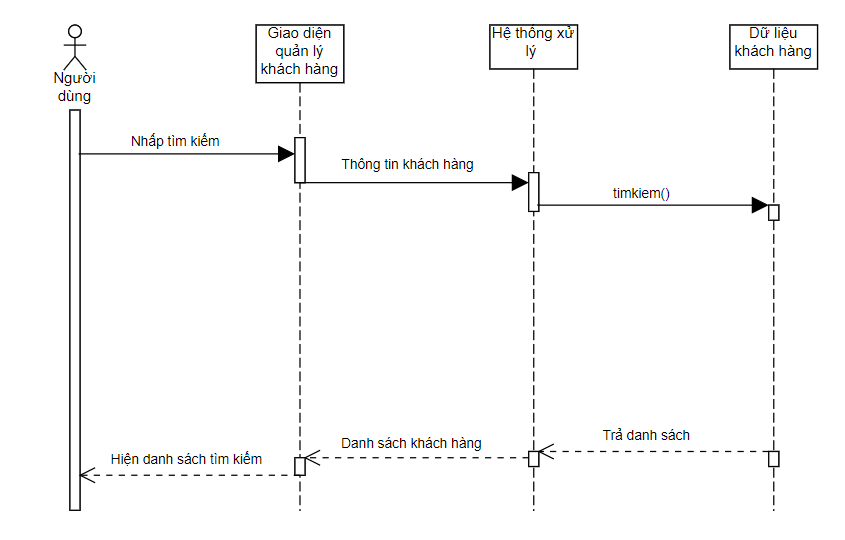 Người
dùng
Giao diện
quản lý
khách hàng
Hệ thông xử
lý
Dữ liệu
khách hàng
Nhấp tìm kiếm
Thông tin khách hàng
timkiem()
Trả danh sách
Danh sách khách hàng
Hiện danh sách tìm kiếm